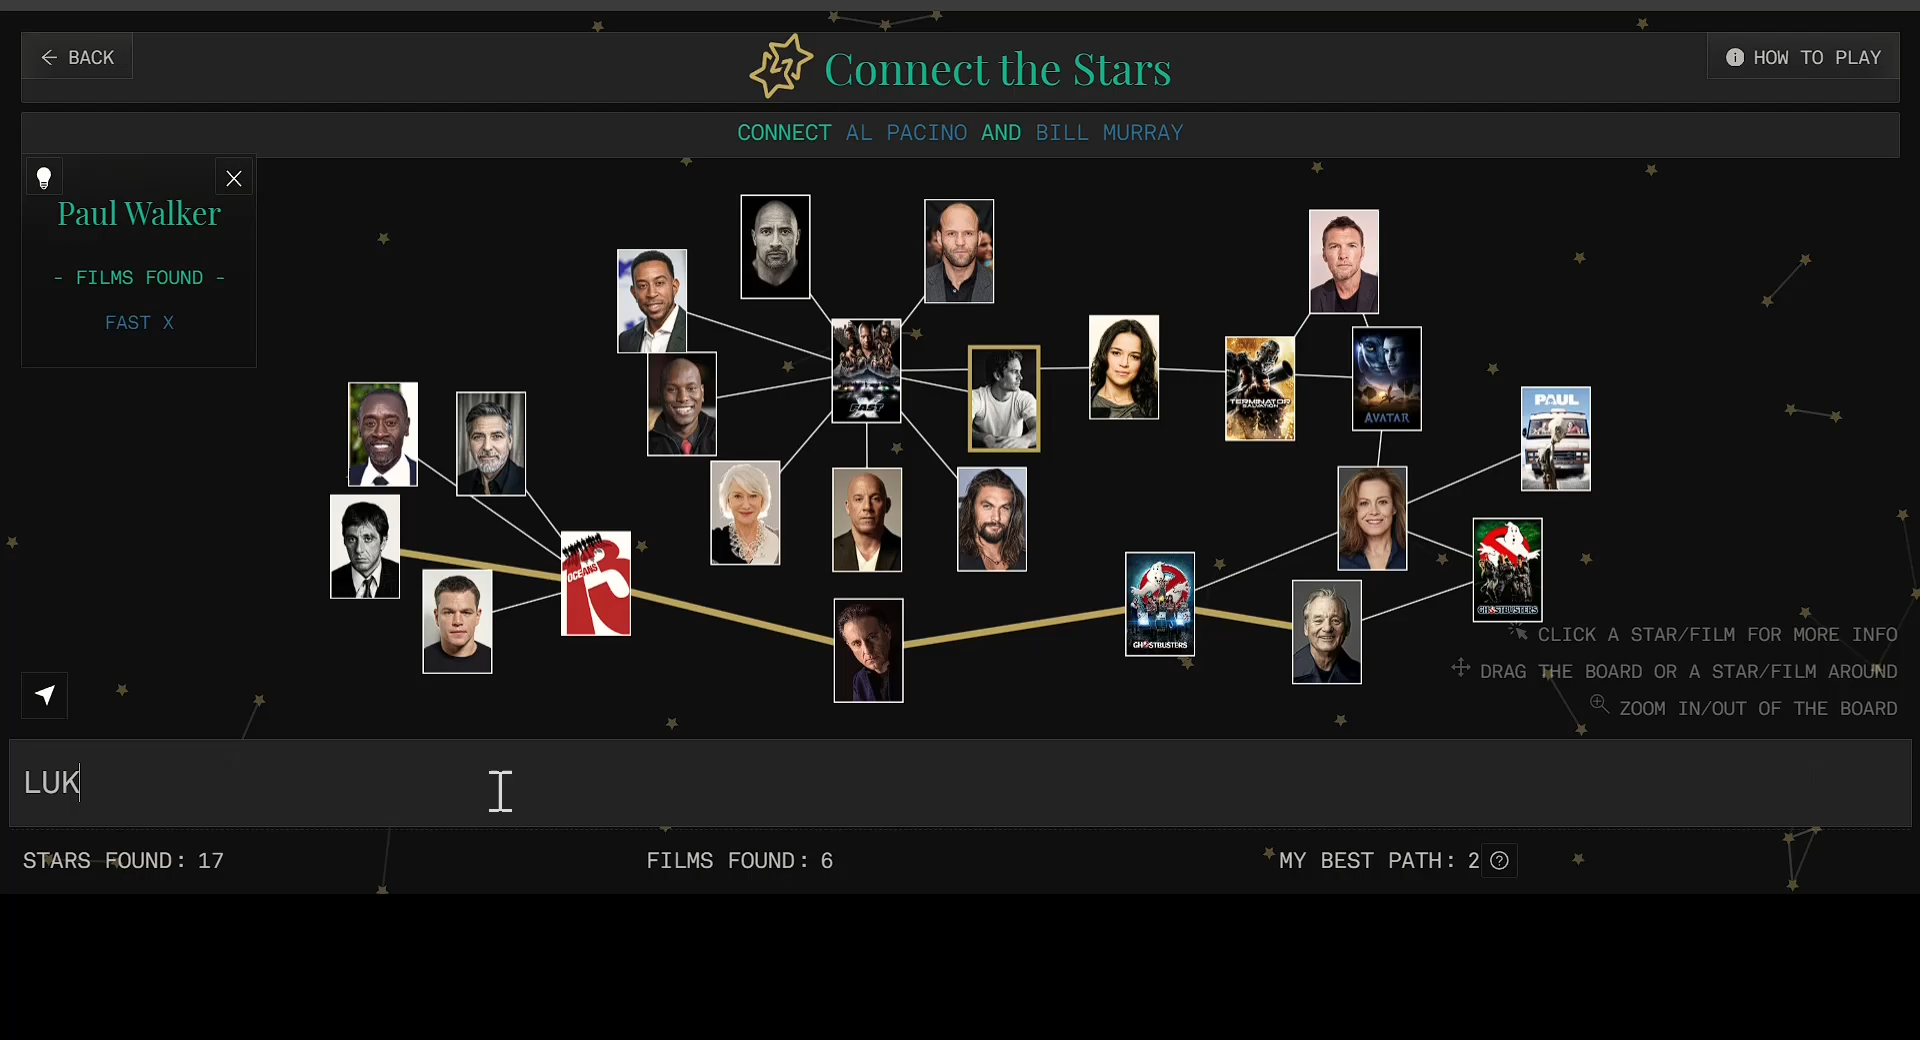 BACK
Connect the Stars
HOW TO PLAY
CONNECT AL PACINO AND BILL MURRAY
Paul Walker
- FILMS FOUND -
FAST X
OCEANS
TERMINATOR
SALVATION
AVATAR
PAUL
GHOSTBUSTERS
GHOSTBUSTERS
CLICK A STAR/FILM FOR MORE INFO
DRAG THE BOARD OR A STAR/FILM AROUND
ZOOM IN/OUT OF THE BOARD
LUK
STARS FOUND: 17
FILMS FOUND: 6
MY BEST PATH: 2